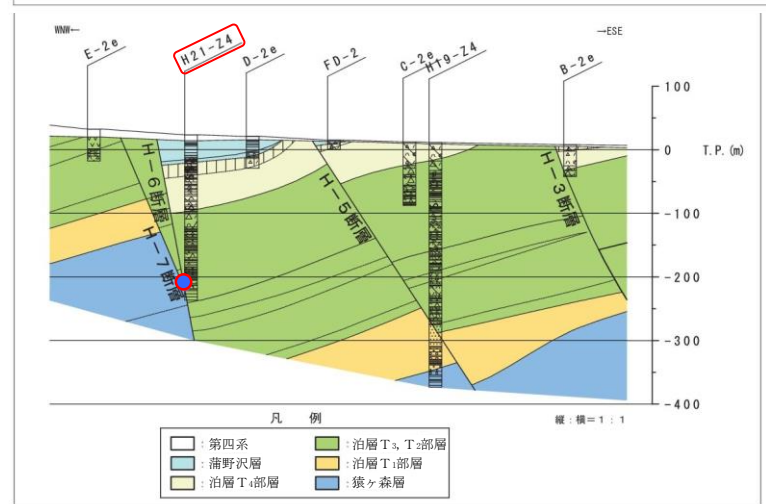 WNW←
→ESE
E-2e
H21-Z4
D-2e
FD-2
C-2e
H19-Z4
B-2e
100
0
T.P.(m)
-100
-200
-300
-400
H-6断層
H-7断層
H-5断層
H-3断層
縦:横=1:1
凡例
:第四系
:蒲野沢層
:泊層T4部層
:泊層T3, T2部層
:泊層T1部層
:猿ヶ森層